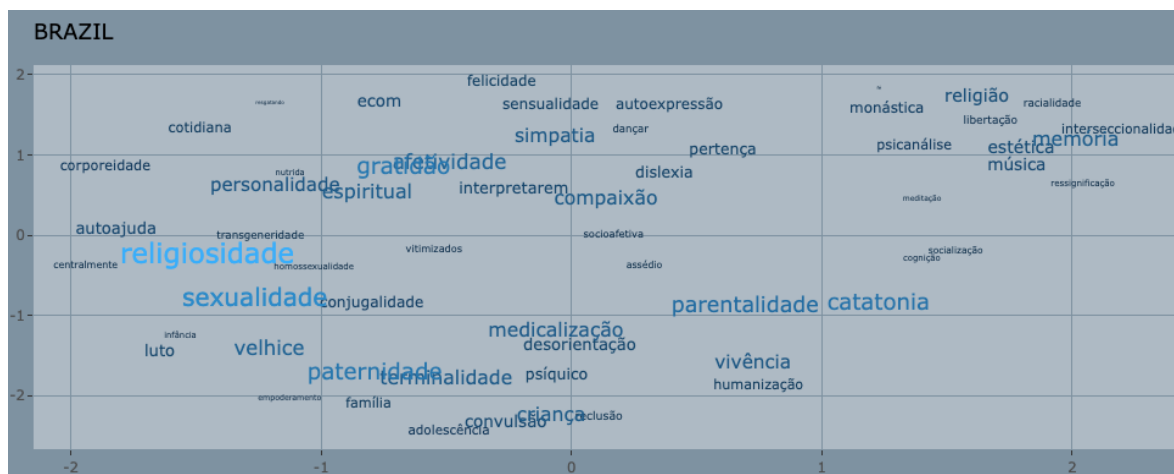 BRAZIL
2
felicidade
religião
ecom
resgatando
sensualidade
autoexpressão
monástica
racialidade
libertação
cotidiana
dançar
interseccionalidad
simpatia
memória
psicanálise
estética
pertença
1
corporeidade
afetividade
gratidão
música
nutrida
dislexia
personalidade
interpretarem
ressignificação
espiritual
compaixão
meditação
autoajuda
transgeneridade
socioafetiva
0
vitimizados
socialização
religiosidade
cognição
centralmente
homossexualidade
assédio
sexualidade
conjugalidade
parentalidade
catatonia
-1
medicalização
infância
desorientação
luto
velhice
vivência
paternidade
terminalidade
psíquico
humanização
-2
empoderamento
família
criança
eclusão
convulsão
adolescência
-2
-1
0
1
2